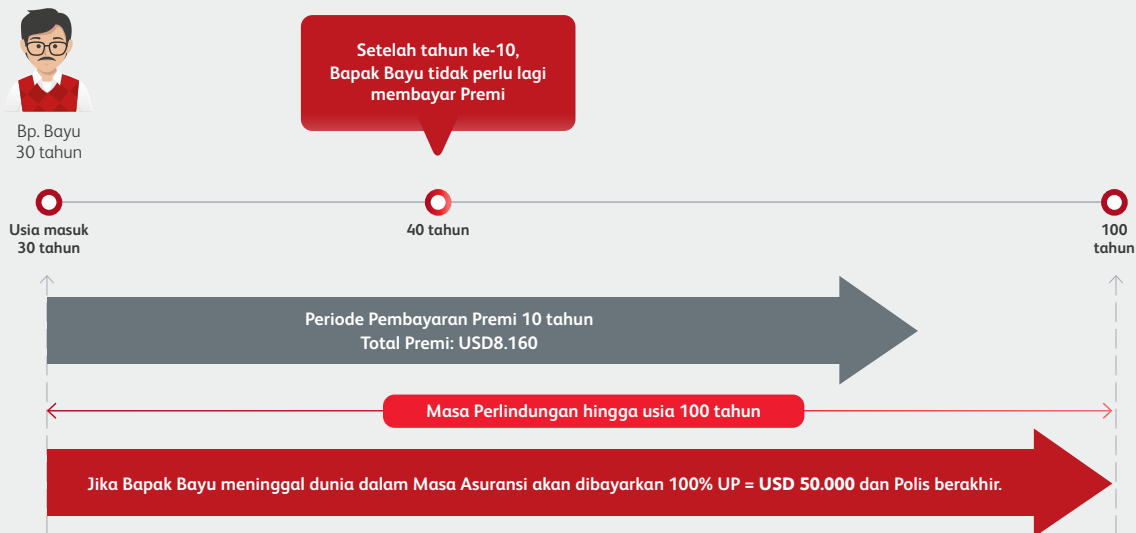 Setelah tahun ke-10,
Bapak Bayu tidak perlu lagi
membayar Premi
Bp. Bayu
30 tahun
Usia masuk
30 tahun
40 tahun
100
tahun
Periode Pembayaran Premi 10 tahun
Total Premi: USD8.160
Masa Perlindungan hingga usia 100 tahun
Jika Bapak Bayu meninggal dunia dalam Masa Asuransi akan dibayarkan 100% UP = USD 50.000 dan Polis berakhir.